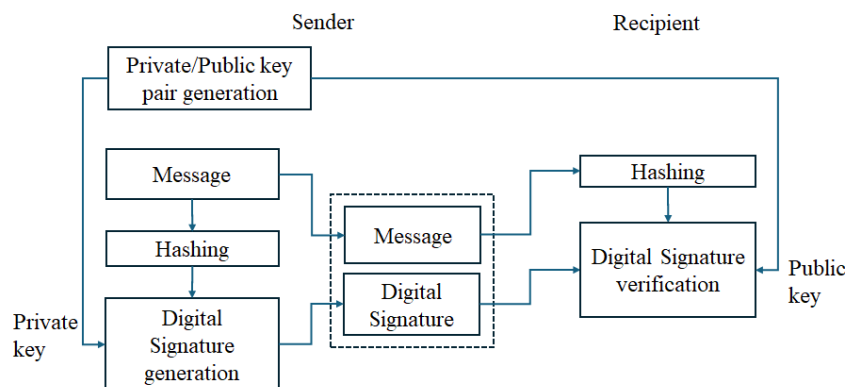 Sender
Recipient
Private/Public key
pair generation
Message
Hashing
Hashing
Message
Digital Signature
verification
Public
key
Digital
Signature
Private
key
Digital
Signature
generation